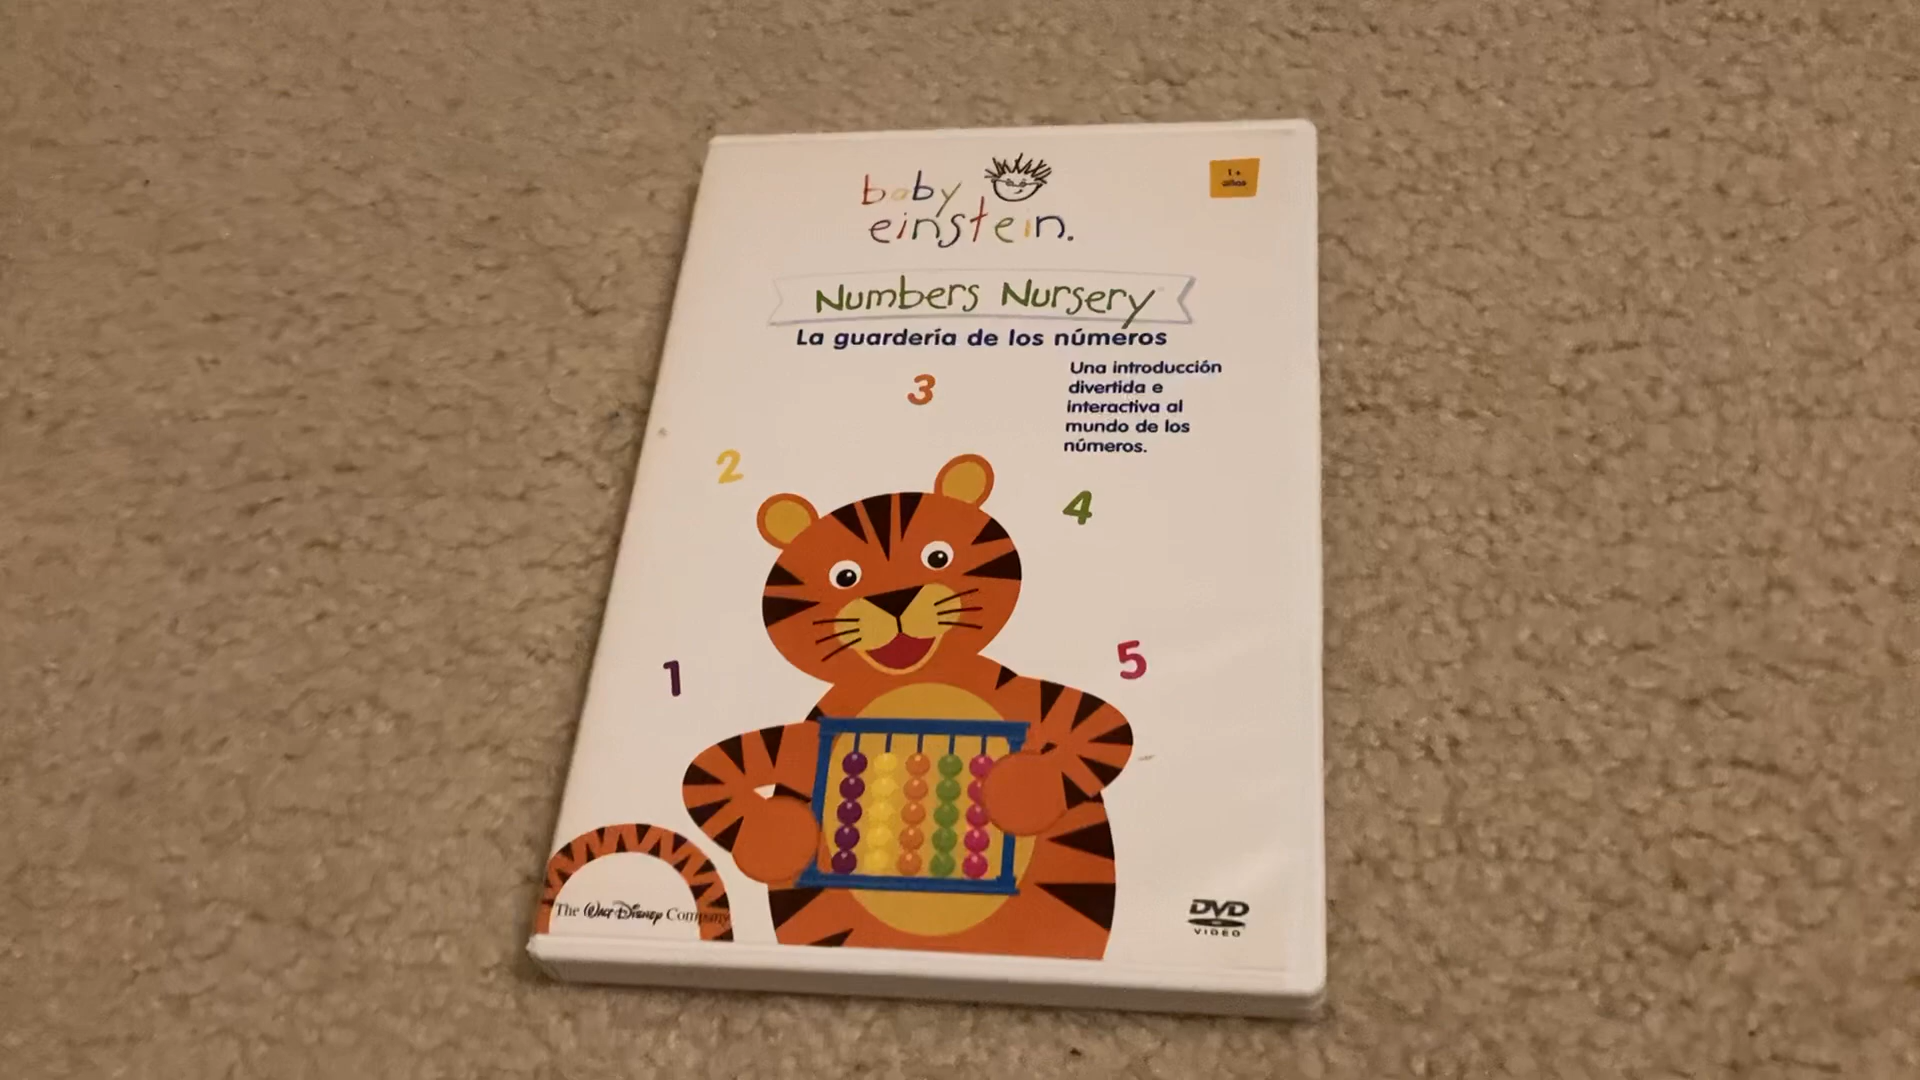 baby
einstein.
1+
años
Numbers Nursery
La guardería de los números
Una introducción
divertida e
interactiva al
mundo de los
números.
3
2
4
1
5
The Walt Disney Company
DVD
VIDEO